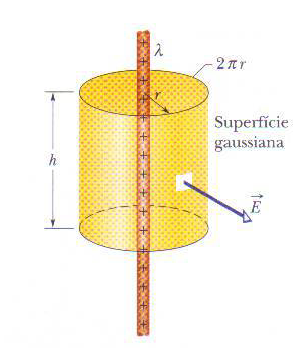 λ
2πr
r
Superfície
gaussiana
h
E